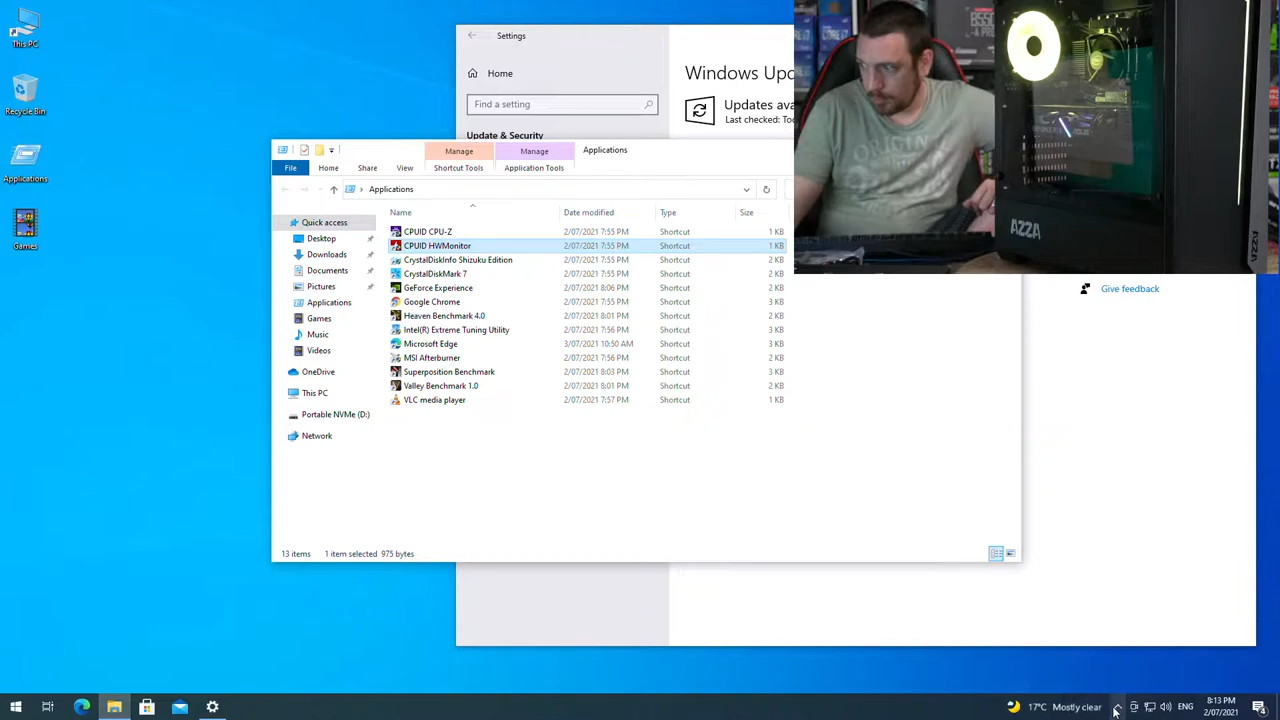 This PC
Recycle Bin
Applications
Games
Settings
Home
Find a setting
Update & Security
Windows Upd
Updates ava
Last checked: Tod
Give feedback
Manage
Manage
Applications
File
Home
Share
View
Shortcut Tools
Application Tools
Applications
Quick access
Desktop
Downloads
Documents
Pictures
Applications
Games
Music
Videos
OneDrive
This PC
Portable NVMe (D:)
Network
Name Date modified Type Size
CPUID CPU-Z 2/07/2021 7:55 PM Shortcut 1 KB
CPUID HWMonitor 2/07/2021 7:55 PM Shortcut 1 KB
CrystalDiskInfo Shizuku Edition 2/07/2021 7:55 PM Shortcut 2 KB
CrystalDiskMark 7 2/07/2021 7:55 PM Shortcut 2 KB
GeForce Experience 2/07/2021 8:06 PM Shortcut 2 KB
Google Chrome 2/07/2021 7:55 PM Shortcut 3 KB
Heaven Benchmark 4.0 2/07/2021 8:01 PM Shortcut 2 KB
Intel(R) Extreme Tuning Utility 2/07/2021 7:56 PM Shortcut 3 KB
Microsoft Edge 3/07/2021 10:50 AM Shortcut 3 KB
MSI Afterburner 2/07/2021 7:56 PM Shortcut 2 KB
Superposition Benchmark 2/07/2021 8:03 PM Shortcut 3 KB
Valley Benchmark 1.0 2/07/2021 8:01 PM Shortcut 2 KB
VLC media player 2/07/2021 7:57 PM Shortcut 1 KB
13 items 1 item selected 975 bytes
AZZA
AZZA
17°C Mostly clear
ENG
8:13 PM
2/07/2021
4